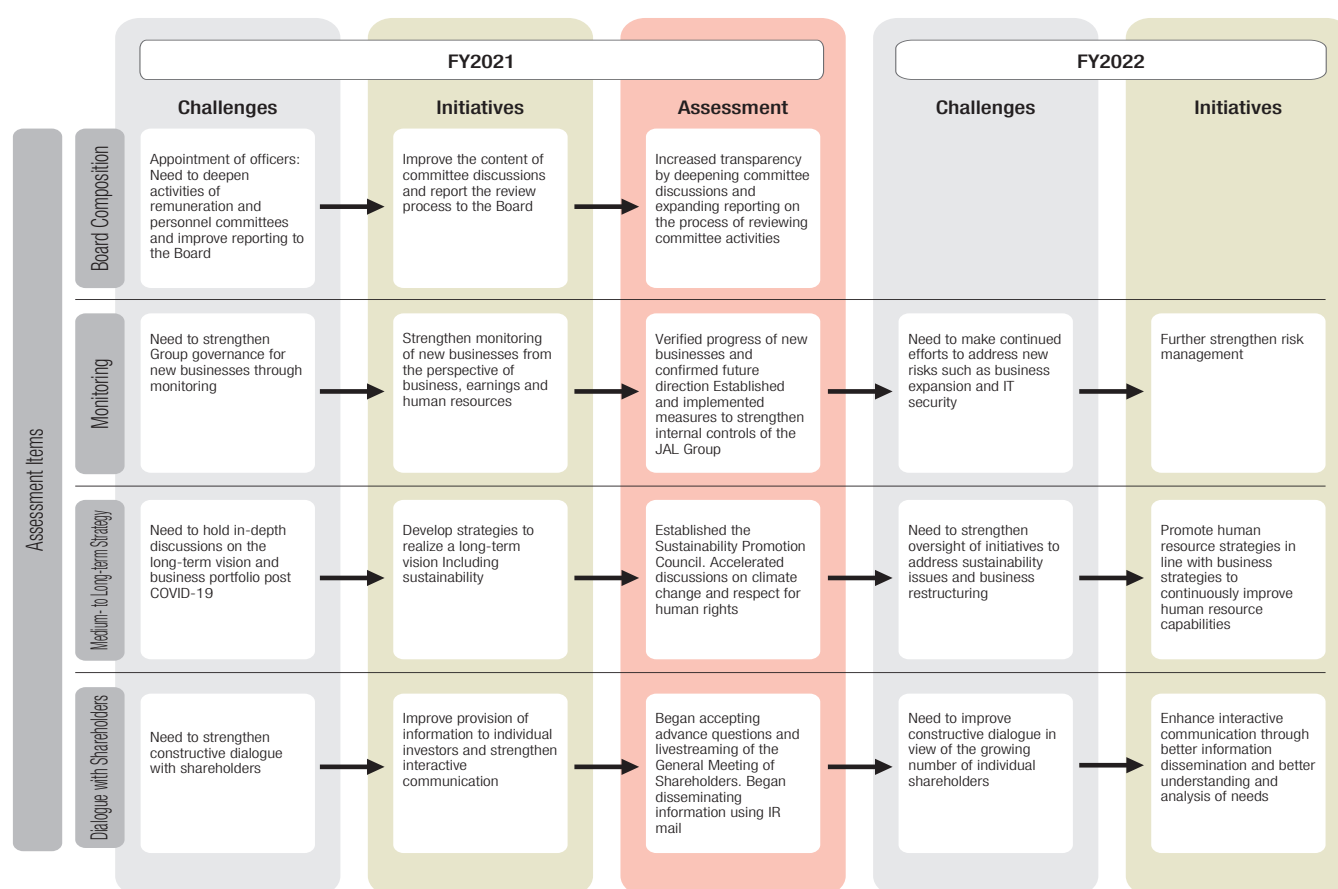 FY2021
FY2022
Challenges
Initiatives
Assessment
Challenges
Initiatives
Assessment Items
Board Composition
Appointment of officers:
Need to deepen
activities of
remuneration and
personnel committees
and improve reporting to
the Board
Improve the content of
committee discussions
and report the review
process to the Board
Increased transparency
by deepening committee
discussions and
expanding reporting on
the process of reviewing
committee activities
Monitoring
Need to strengthen
Group governance for
new businesses through
monitoring
Strengthen monitoring
of new businesses from
the perspective of
business, earnings and
human resources
Verified progress of new
businesses and
confirmed future
direction Established
and implemented
measures to strengthen
internal controls of the
JAL Group
Need to make continued
efforts to address new
risks such as business
expansion and IT
security
Further strengthen risk
management
Medium- to Long-term Strategy
Need to hold in-depth
discussions on the
long-term vision and
business portfolio post
COVID-19
Develop strategies to
realize a long-term
vision Including
sustainability
Established the
Sustainability Promotion
Council. Accelerated
discussions on climate
change and respect for
human rights
Need to strengthen
oversight of initiatives to
address sustainability
issues and business
restructuring
Promote human
resource strategies in
line with business
strategies to
continuously improve
human resource
capabilities
Dialogue with Shareholders
Need to strengthen
constructive dialogue
with shareholders
Improve provision of
information to individual
investors and strengthen
interactive
communication
Began accepting
advance questions and
livestreaming of the
General Meeting of
Shareholders. Began
disseminating
information using IR
mail
Need to improve
constructive dialogue in
view of the growing
number of individual
shareholders
Enhance interactive
communication through
better information
dissemination and better
understanding and
analysis of needs